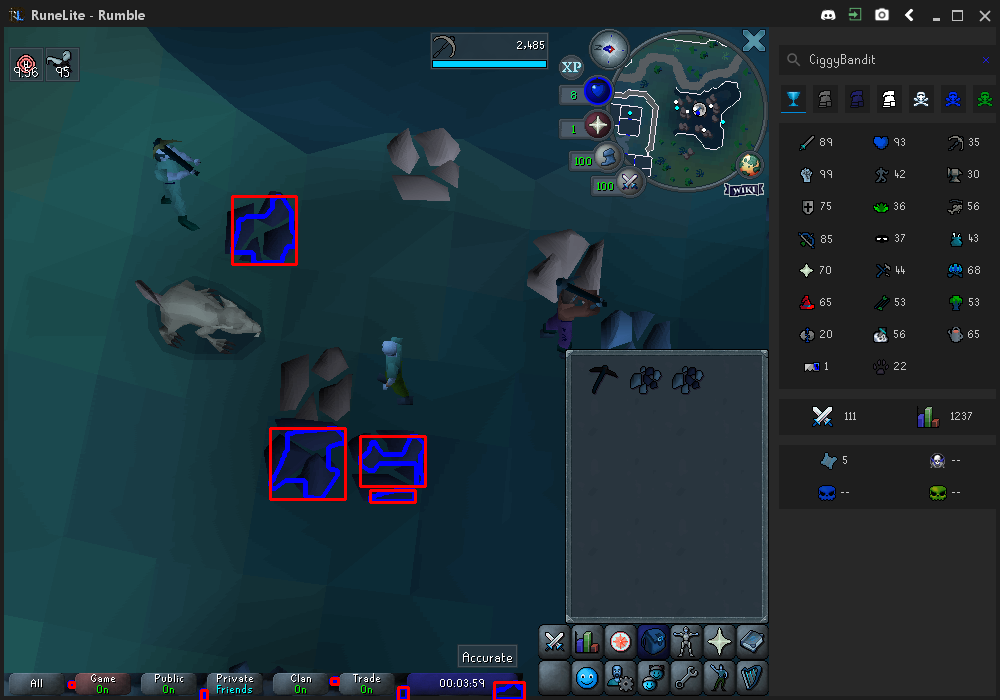 RuneLite - Rumble
9:56
95
2,485
XP
8
1
100
100
WIKI
CiggyBandit
89 93 35
99 42 30
75 36 56
85 37 43
70 44 68
65 53 53
20 56 65
1 22
111 1237
5 --
-- --
Accurate
All
Game
On
Public
On
Private
Friends
Clan
On
Trade
On
00:03:59